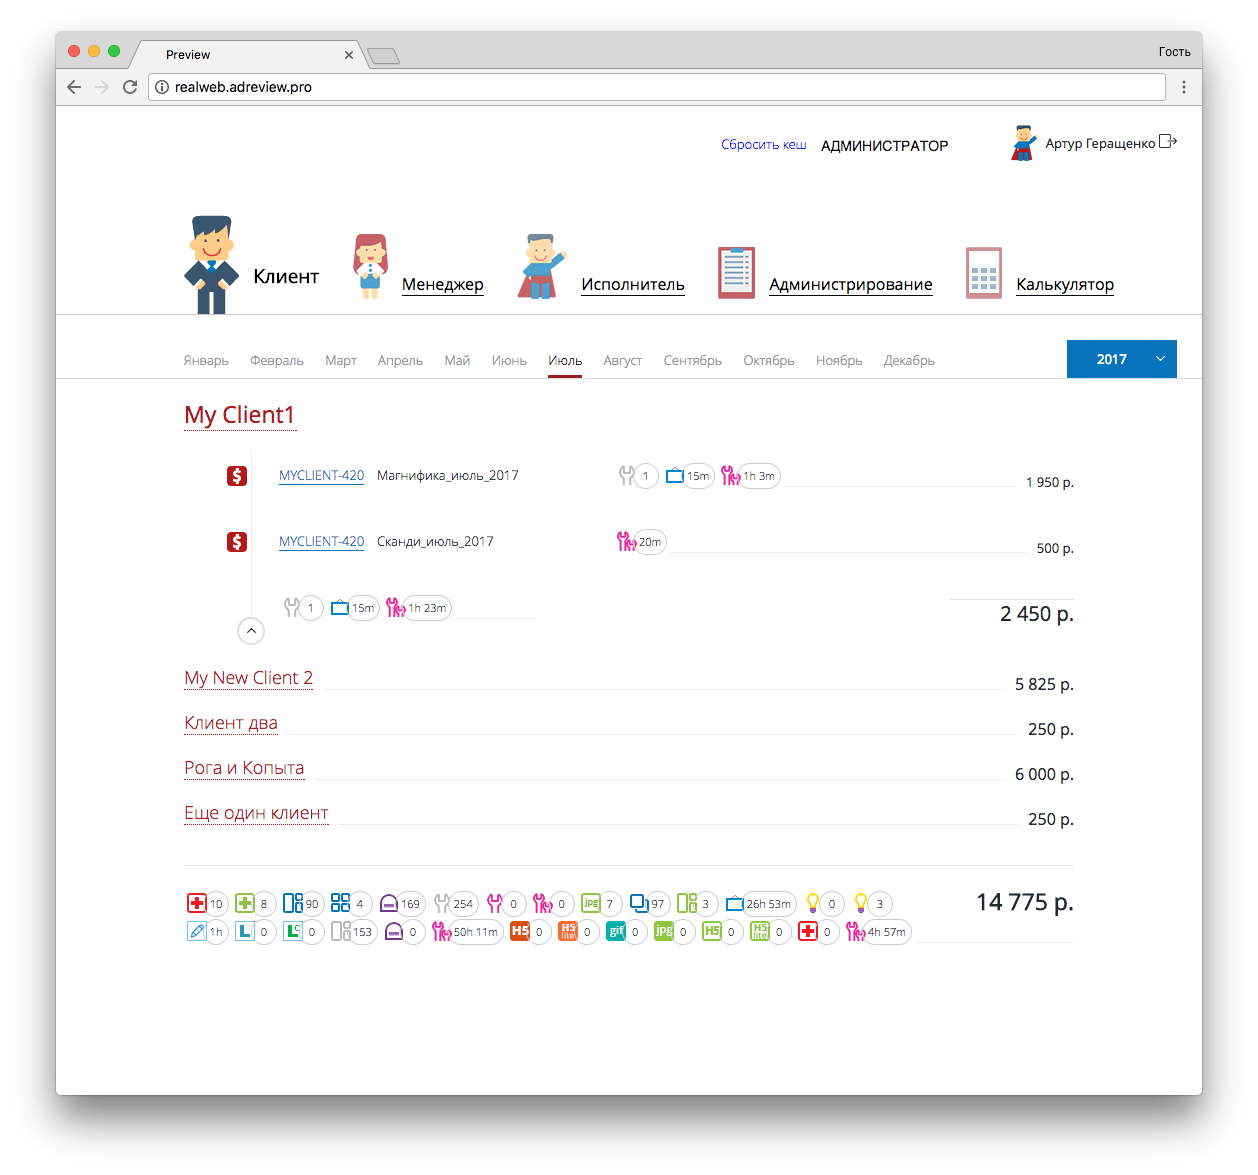 Preview
Гость
realweb.adreview.pro
Сбросить кеш АДМИНИСТРАТОР Артур Геращенко
Клиент Менеджер Исполнитель Администрирование Калькулятор
Январь Февраль Март Апрель Май Июнь Июль Август Сентябрь Октябрь Ноябрь Декабрь 2017
My Client1
$ MYCLIENT-420 Магнифика_июль_2017 1 15m 1h 3m 1 950 р.
$ MYCLIENT-420 Сканди_июль_2017 20m 500 р.
1 15m 1h 23m 2 450 р.
My New Client 2 5 825 р.
Клиент два 250 р.
Рога и Копыта 6 000 р.
Еще один клиент 250 р.
10 8 90 4 169 254 0 0 jpg 7 97 3 26h 53m 0 3 14 775 р.
1h L 0 Lc 0 153 0 50h 11m H5 0 H5 lite 0 gif 0 jpg 0 H5 0 H5 lite 0 0 4h 57m